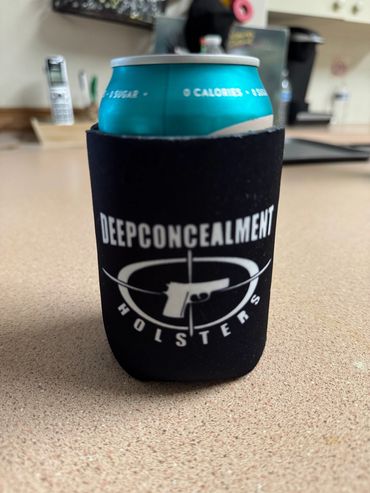 0 SUGAR · 0 CALORIES · 0 SUGAR
DEEPCONCEALMENT
HOLSTERS